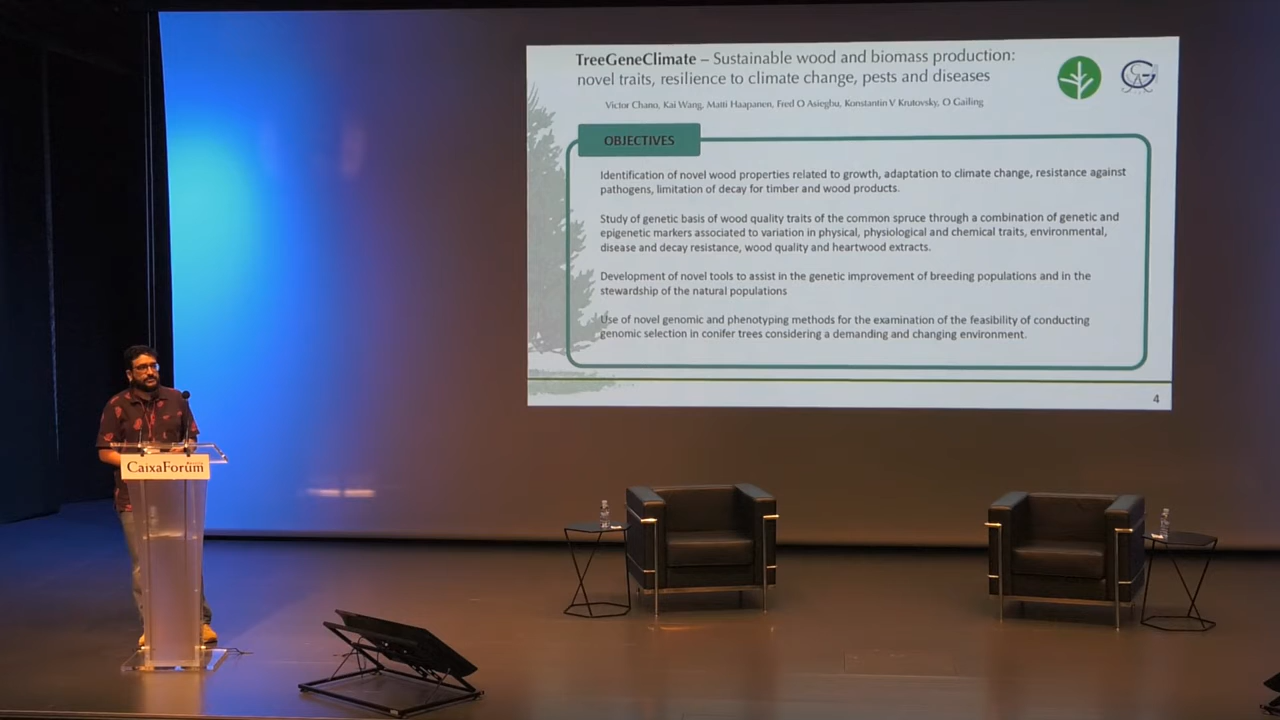 TreeGeneClimate – Sustainable wood and biomass production:
novel traits, resilience to climate change, pests and diseases
Victor Chano, Kai Wang, Matti Haapanen, Fred O Asiegbu, Konstantin V Krutovsky, O Gailing
OBJECTIVES
Identification of novel wood properties related to growth, adaptation to climate change, resistance against
pathogens, limitation of decay for timber and wood products.
Study of genetic basis of wood quality traits of the common spruce through a combination of genetic and
epigenetic markers associated to variation in physical, physiological and chemical traits, environmental,
disease and decay resistance, wood quality and heartwood extracts.
Development of novel tools to assist in the genetic improvement of breeding populations and in the
stewardship of the natural populations
Use of novel genomic and phenotyping methods for the examination of the feasibility of conducting
genomic selection in conifer trees considering a demanding and changing environment.
4
CaixaForum